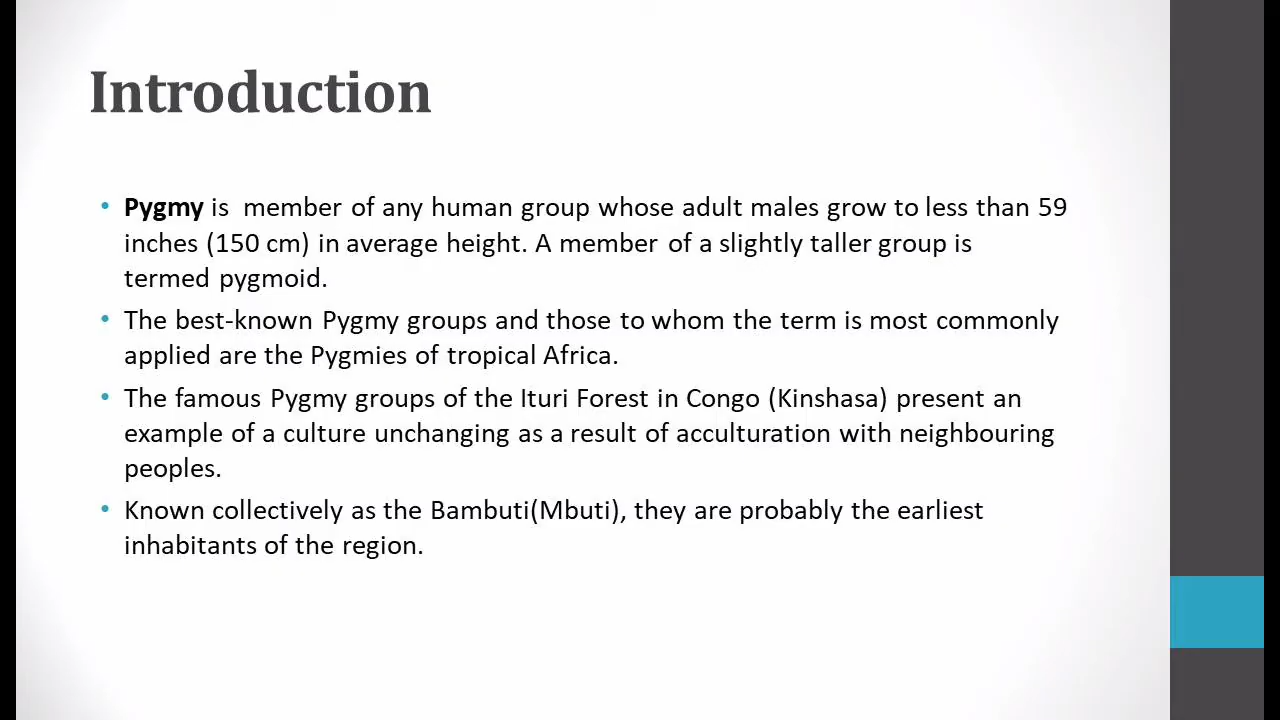 Introduction
• Pygmy is  member of any human group whose adult males grow to less than 59
inches (150 cm) in average height. A member of a slightly taller group is
termed pygmoid.
• The best-known Pygmy groups and those to whom the term is most commonly
applied are the Pygmies of tropical Africa.
• The famous Pygmy groups of the Ituri Forest in Congo (Kinshasa) present an
example of a culture unchanging as a result of acculturation with neighbouring
peoples.
• Known collectively as the Bambuti(Mbuti), they are probably the earliest
inhabitants of the region.